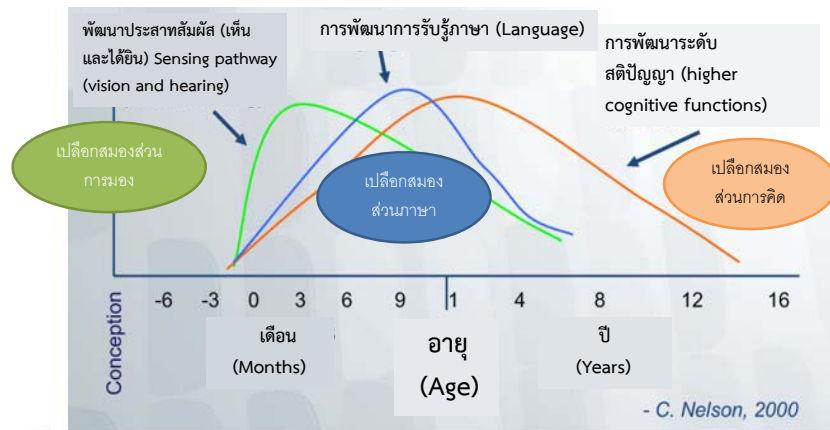 พัฒนาประสาทสัมผัส (เห็น
และได้ยิน) Sensing pathway
(vision and hearing)
การพัฒนาการรับรู้ภาษา (Language)
การพัฒนาระดับ
สติปัญญา (higher
cognitive functions)
เปลือกสมองส่วน
การมอง
เปลือกสมอง
ส่วนภาษา
เปลือกสมอง
ส่วนการคิด
Conception
-6 -3 0 3 6 9 1 4 8 12 16
เดือน
(Months)
อายุ
(Age)
ปี
(Years)
- C. Nelson, 2000